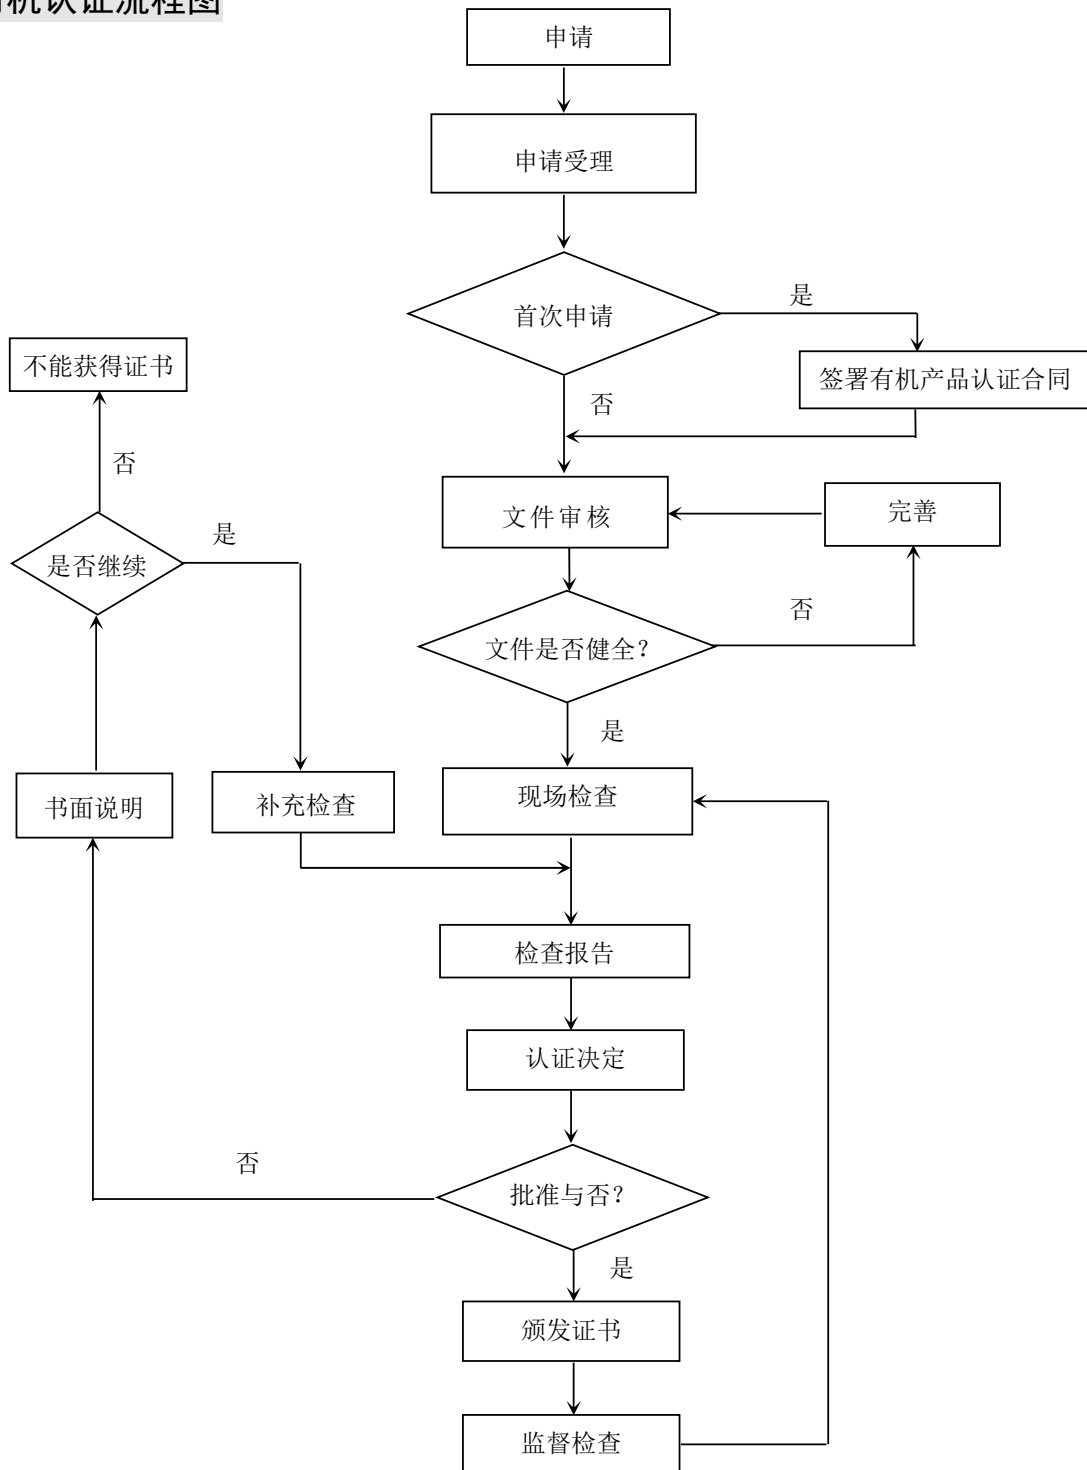 机认证流程图
申请
申请受理
首次申请
是
签署有机产品认证合同
否
不能获得证书
否
是否继续
是
文件审核
完善
文件是否健全?
否
是
书面说明
补充检查
现场检查
检查报告
认证决定
批准与否?
否
是
颁发证书
监督检查